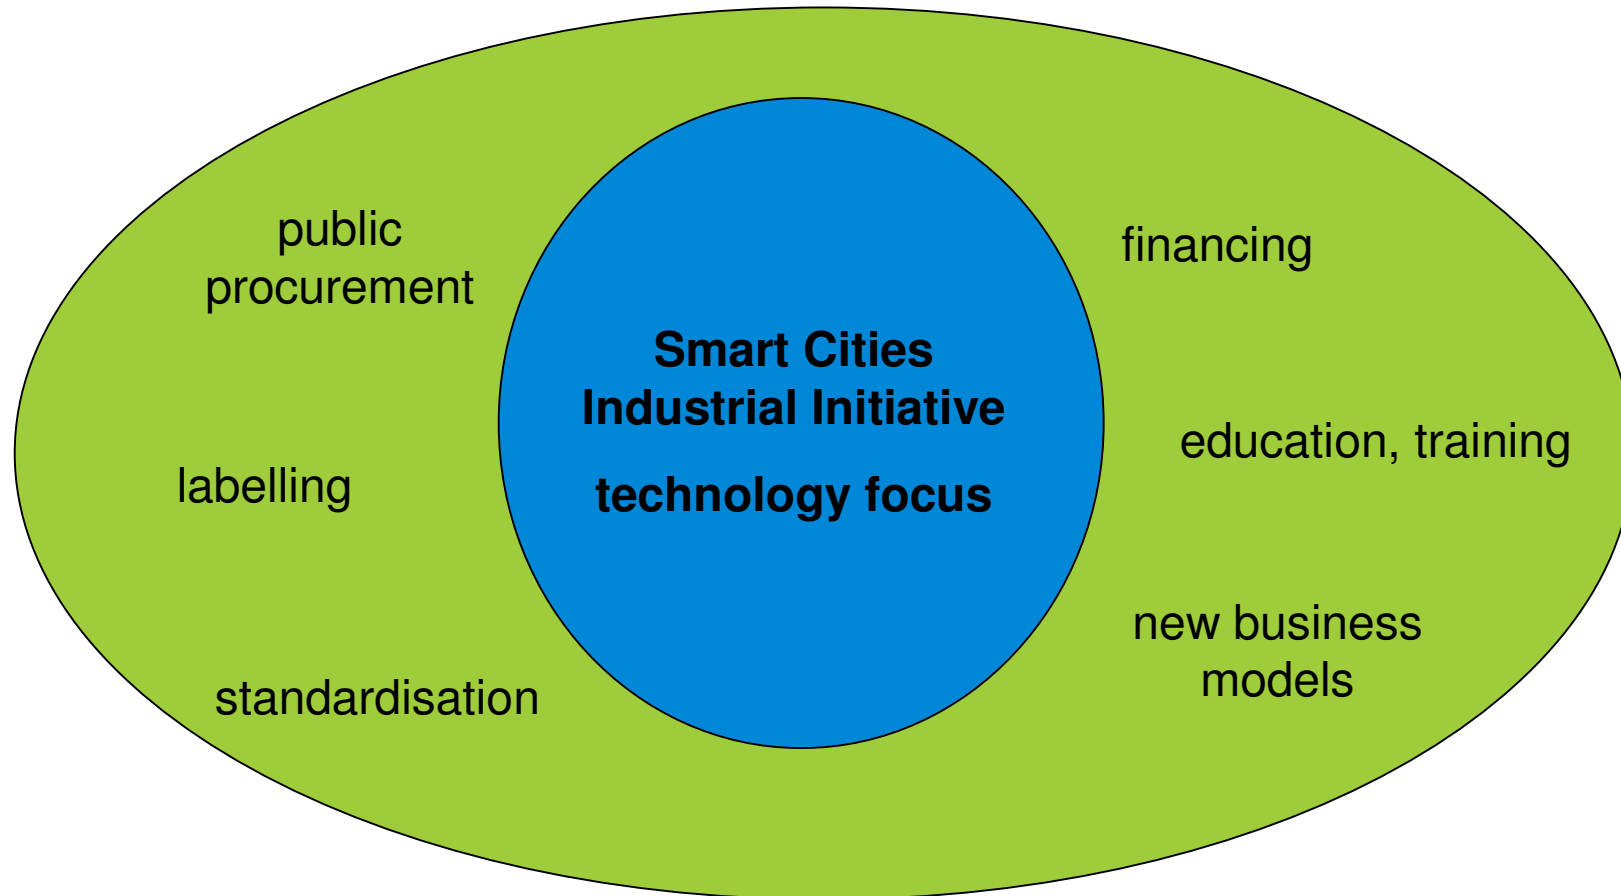 public
procurement
labelling
standardisation
Smart Cities
Industrial Initiative
technology focus
financing
education, training
new business
models